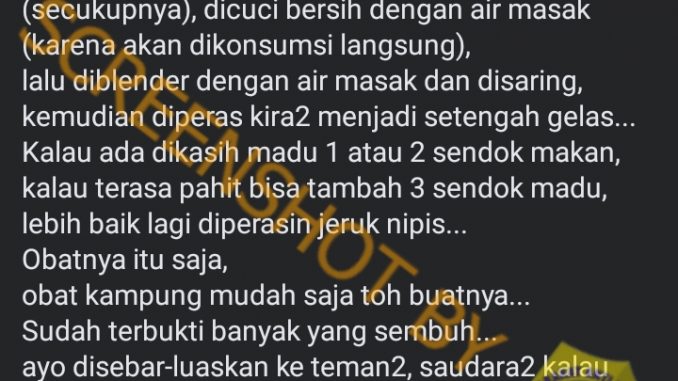 (secukupnya), dicuci bersih dengan air masak
(karena akan dikonsumsi langsung),
lalu diblender dengan air masak dan disaring,
kemudian diperas kira2 menjadi setengah gelas...
Kalau ada dikasih madu 1 atau 2 sendok makan,
kalau terasa pahit bisa tambah 3 sendok madu,
lebih baik lagi diperasin jeruk nipis...
Obatnya itu saja,
obat kampung mudah saja toh buatnya...
Sudah terbukti banyak yang sembuh...
ayo disebar-luaskan ke teman2, saudara2 kalau
SCREENSHOT BY